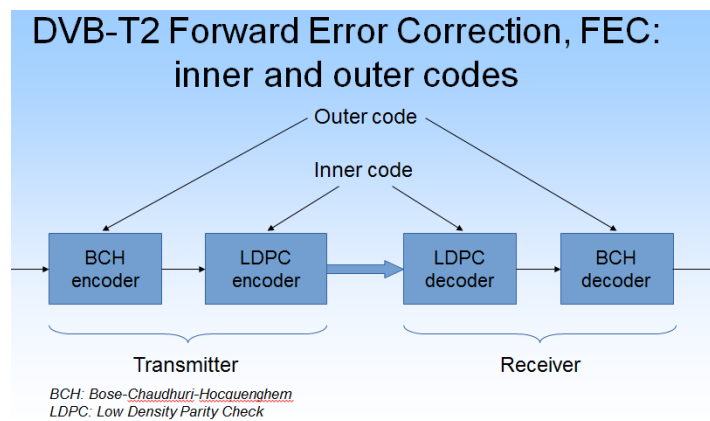 DVB-T2 Forward Error Correction, FEC:
inner and outer codes
Outer code
Inner code
BCH
encoder
LDPC
encoder
LDPC
decoder
BCH
decoder
Transmitter
Receiver
BCH: Bose-Chaudhuri-Hocquenghem
LDPC: Low Density Parity Check